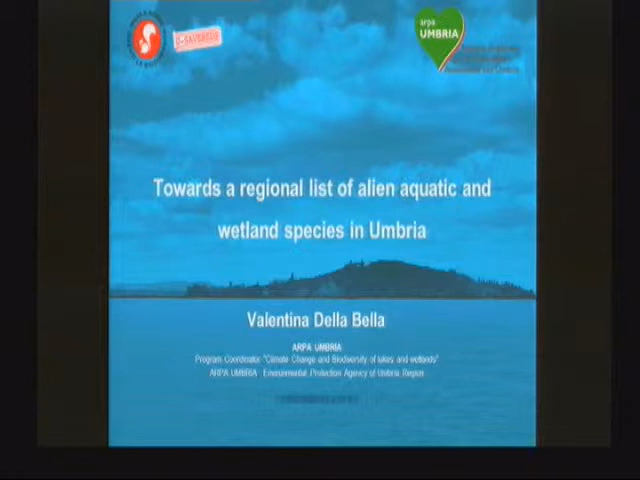 U-SAVEREDS
arpa
UMBRIA
Towards a regional list of alien aquatic and
wetland species in Umbria
Valentina Della Bella
ARPA UMBRIA
Program Coordinator "Climate Change and Biodiversity of lakes and wetlands"
ARPA UMBRIA Environmental Protection Agency of Umbria Region